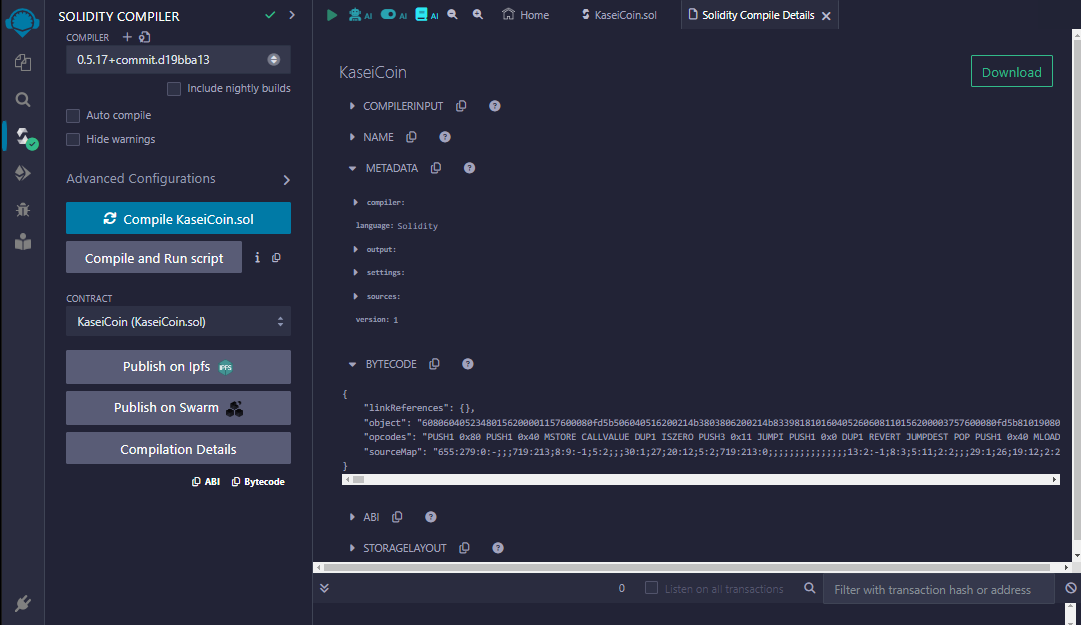 SOLIDITY COMPILER
COMPILER
0.5.17+commit.d19bba13
Include nightly builds
Auto compile
Hide warnings
Advanced Configurations
Compile KaseiCoin.sol
Compile and Run script
CONTRACT
KaseiCoin (KaseiCoin.sol)
Publish on Ipfs IPFS
Publish on Swarm
Compilation Details
ABI Bytecode
AI AI AI Home KaseiCoin.sol Solidity Compile Details
KaseiCoin
Download
COMPILERINPUT
NAME
METADATA
compiler:
language: Solidity
output:
settings:
sources:
version: 1
BYTECODE
{
"linkReferences": {},
"object": "60806040523480156200001157600080fd5b506040516200214b3803806200214b833981810160405260608110156200003757600080fd5b81019080
"opcodes": "PUSH1 0x80 PUSH1 0x40 MSTORE CALLVALUE DUP1 ISZERO PUSH3 0x11 JUMPI PUSH1 0x0 DUP1 REVERT JUMPDEST POP PUSH1 0x40 MLOAD
"sourceMap": "655:279:0:-;;;719:213;8:9:-1;5:2;;;30:1;27;20:12;5:2;719:213:0;;;;;;;;;;;;;;;13:2:-1;8:3;5:11;2:2;;;29:1;26;19:12;2:2
}
ABI
STORAGELAYOUT
0 Listen on all transactions Filter with transaction hash or address